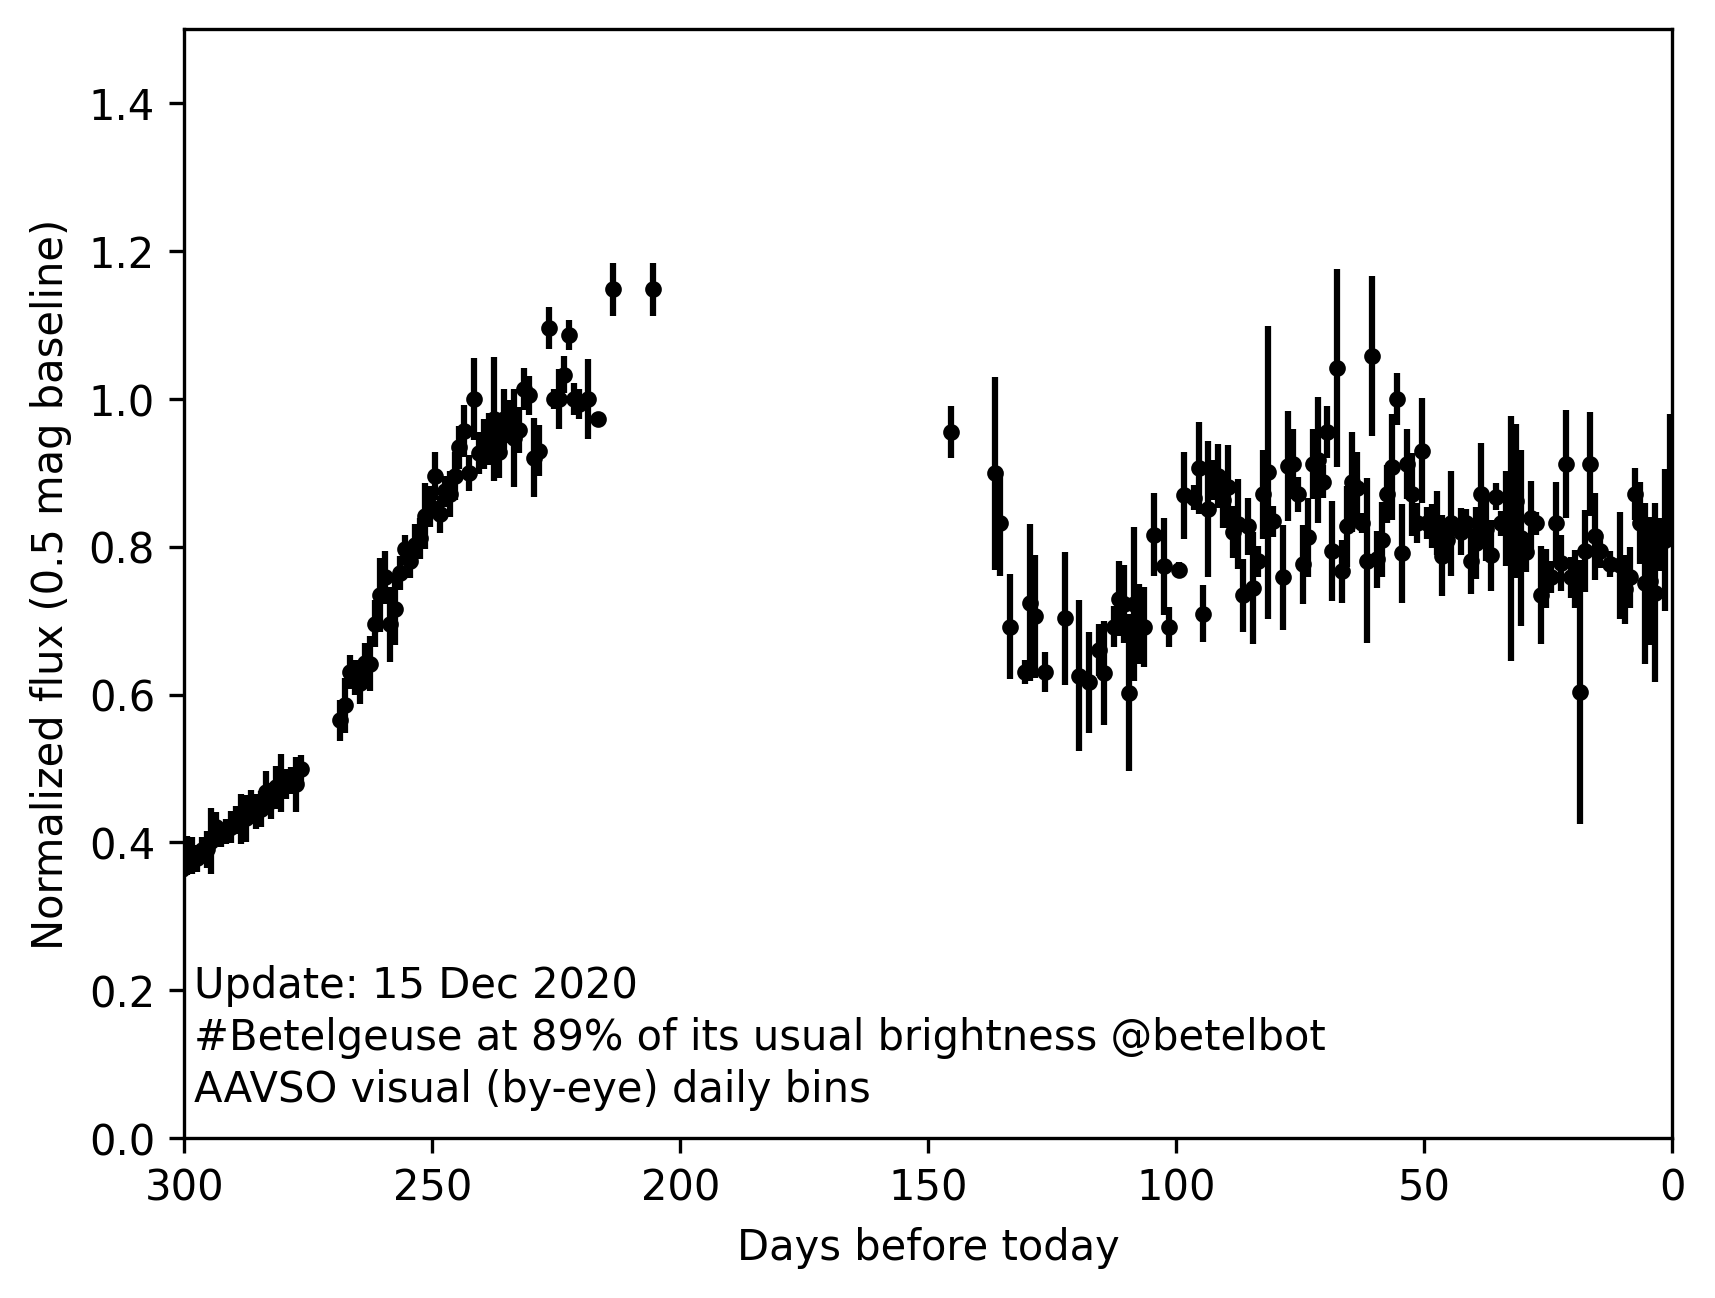 1.4
1.2
1.0
0.8
0.6
0.4
0.2
0.0
Normalized flux (0.5 mag baseline)
Update: 15 Dec 2020
#Betelgeuse at 89% of its usual brightness @betelbot
AAVSO visual (by-eye) daily bins
300 250 200 150 100 50 0
Days before today